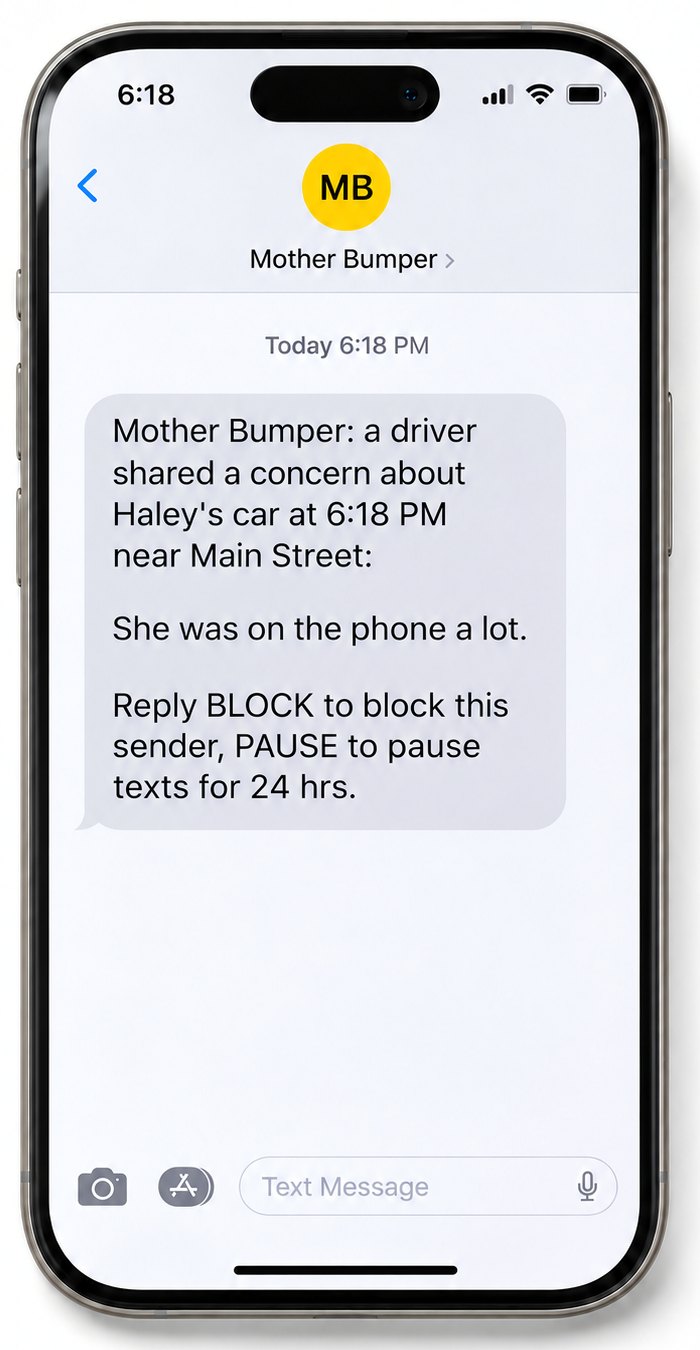 6:18
MB
Mother Bumper
Today 6:18 PM
Mother Bumper: a driver
shared a concern about
Haley's car at 6:18 PM
near Main Street:
She was on the phone a lot.
Reply BLOCK to block this
sender, PAUSE to pause
texts for 24 hrs.
Text Message